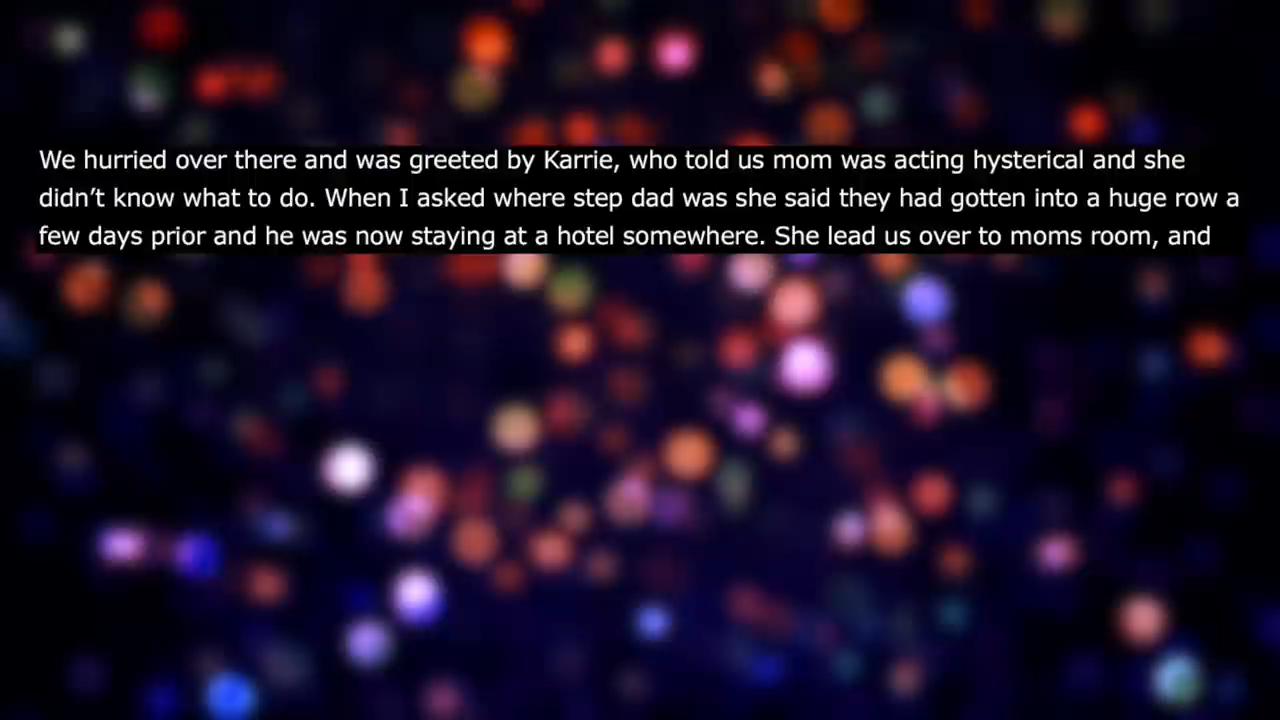 We hurried over there and was greeted by Karrie, who told us mom was acting hysterical and she
didn’t know what to do. When I asked where step dad was she said they had gotten into a huge row a
few days prior and he was now staying at a hotel somewhere. She lead us over to moms room, and